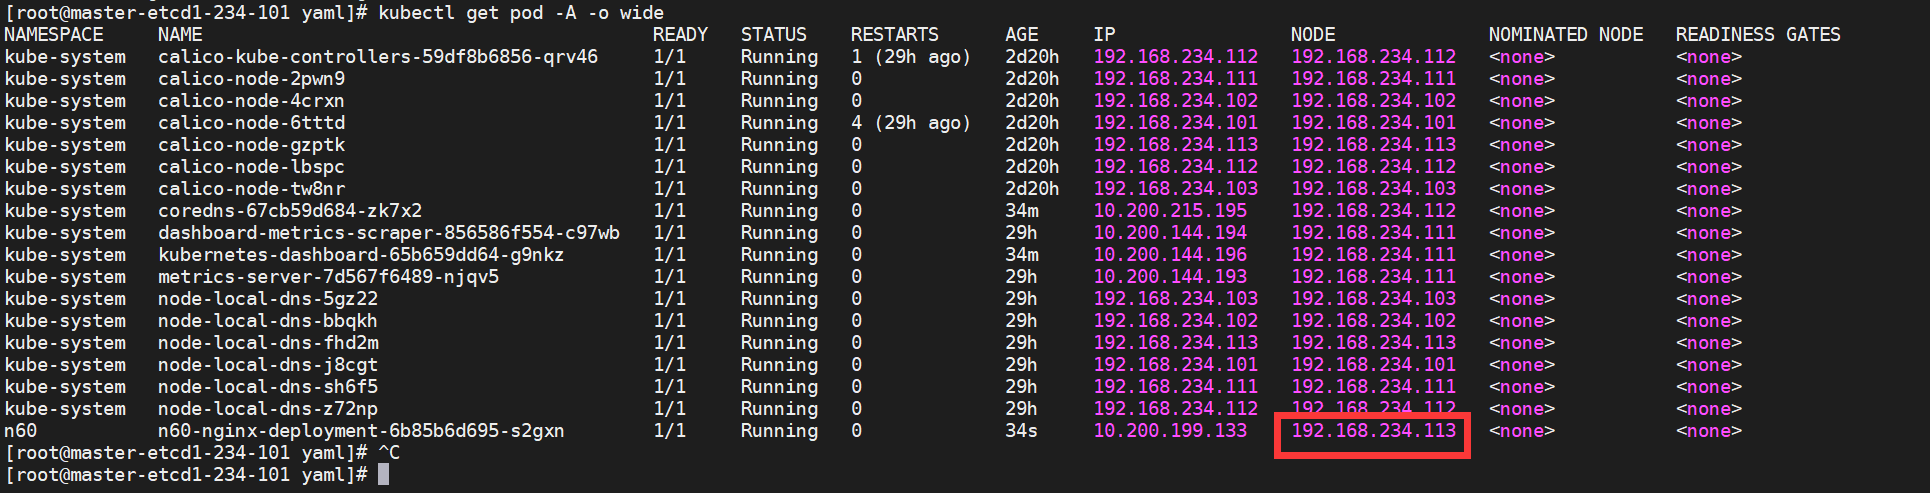 [root@master-etcd1-234-101 yaml]# kubectl get pod -A -o wide
NAMESPACE     NAME                                         READY   STATUS    RESTARTS      AGE     IP                NODE              NOMINATED NODE   READINESS GATES
kube-system   calico-kube-controllers-59df8b6856-qrv46     1/1     Running   1 (29h ago)   2d20h   192.168.234.112   192.168.234.112   <none>           <none>
kube-system   calico-node-2pwn9                            1/1     Running   0             2d20h   192.168.234.111   192.168.234.111   <none>           <none>
kube-system   calico-node-4crxn                            1/1     Running   0             2d20h   192.168.234.102   192.168.234.102   <none>           <none>
kube-system   calico-node-6tttd                            1/1     Running   4 (29h ago)   2d20h   192.168.234.101   192.168.234.101   <none>           <none>
kube-system   calico-node-gzptk                            1/1     Running   0             2d20h   192.168.234.113   192.168.234.113   <none>           <none>
kube-system   calico-node-lbspc                            1/1     Running   0             2d20h   192.168.234.112   192.168.234.112   <none>           <none>
kube-system   calico-node-tw8nr                            1/1     Running   0             2d20h   192.168.234.103   192.168.234.103   <none>           <none>
kube-system   coredns-67cb59d684-zk7x2                     1/1     Running   0             34m     10.200.215.195    192.168.234.112   <none>           <none>
kube-system   dashboard-metrics-scraper-856586f554-c97wb   1/1     Running   0             29h     10.200.144.194    192.168.234.111   <none>           <none>
kube-system   kubernetes-dashboard-65b659dd64-g9nkz        1/1     Running   0             34m     10.200.144.196    192.168.234.111   <none>           <none>
kube-system   metrics-server-7d567f6489-njqv5              1/1     Running   0             29h     10.200.144.193    192.168.234.111   <none>           <none>
kube-system   node-local-dns-5gz22                         1/1     Running   0             29h     192.168.234.103   192.168.234.103   <none>           <none>
kube-system   node-local-dns-bbqkh                         1/1     Running   0             29h     192.168.234.102   192.168.234.102   <none>           <none>
kube-system   node-local-dns-fhd2m                         1/1     Running   0             29h     192.168.234.113   192.168.234.113   <none>           <none>
kube-system   node-local-dns-j8cgt                         1/1     Running   0             29h     192.168.234.101   192.168.234.101   <none>           <none>
kube-system   node-local-dns-sh6f5                         1/1     Running   0             29h     192.168.234.111   192.168.234.111   <none>           <none>
kube-system   node-local-dns-z72np                         1/1     Running   0             29h     192.168.234.112   192.168.234.112   <none>           <none>
n60           n60-nginx-deployment-6b85b6d695-s2gxn        1/1     Running   0             34s     10.200.199.133    192.168.234.113   <none>           <none>
[root@master-etcd1-234-101 yaml]# ^C
[root@master-etcd1-234-101 yaml]#